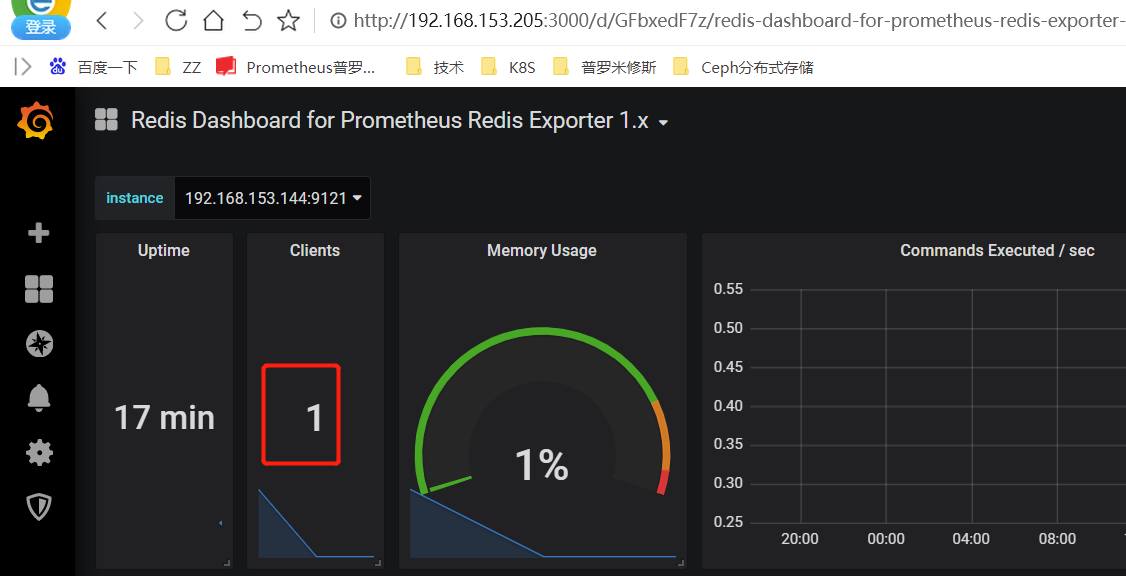 登录
http://192.168.153.205:3000/d/GFbxedF7z/redis-dashboard-for-prometheus-redis-exporter-
百度一下 ZZ Prometheus普罗... 技术 K8S 普罗米修斯 Ceph分布式存储
Redis Dashboard for Prometheus Redis Exporter 1.x
instance 192.168.153.144:9121
Uptime
17 min
Clients
1
Memory Usage
1%
Commands Executed / sec
0.55
0.50
0.45
0.40
0.35
0.30
0.25
20:00 00:00 04:00 08:00